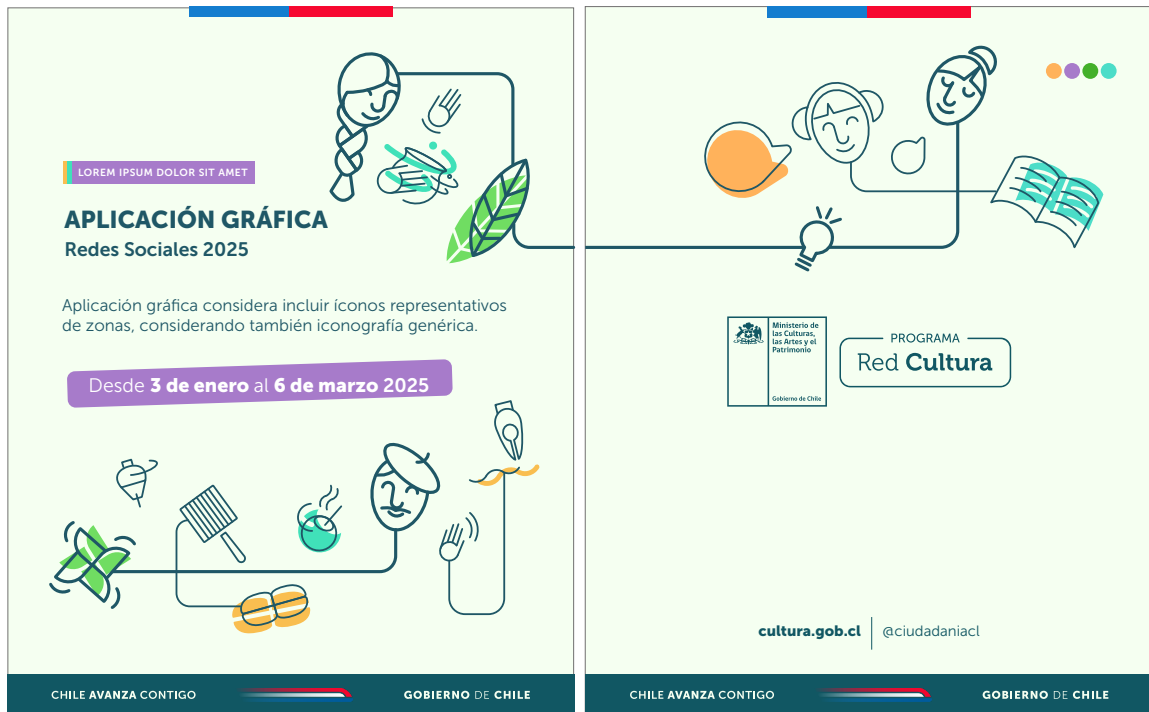 LOREM IPSUM DOLOR SIT AMET
APLICACIÓN GRÁFICA
Redes Sociales 2025
Aplicación gráfica considera incluir íconos representativos
de zonas, considerando también iconografía genérica.
Desde 3 de enero al 6 de marzo 2025
CHILE AVANZA CONTIGO
GOBIERNO DE CHILE
Ministerio de
las Culturas,
las Artes y el
Patrimonio
Gobierno de Chile
PROGRAMA
Red Cultura
cultura.gob.cl
@ciudadaniacl
CHILE AVANZA CONTIGO
GOBIERNO DE CHILE